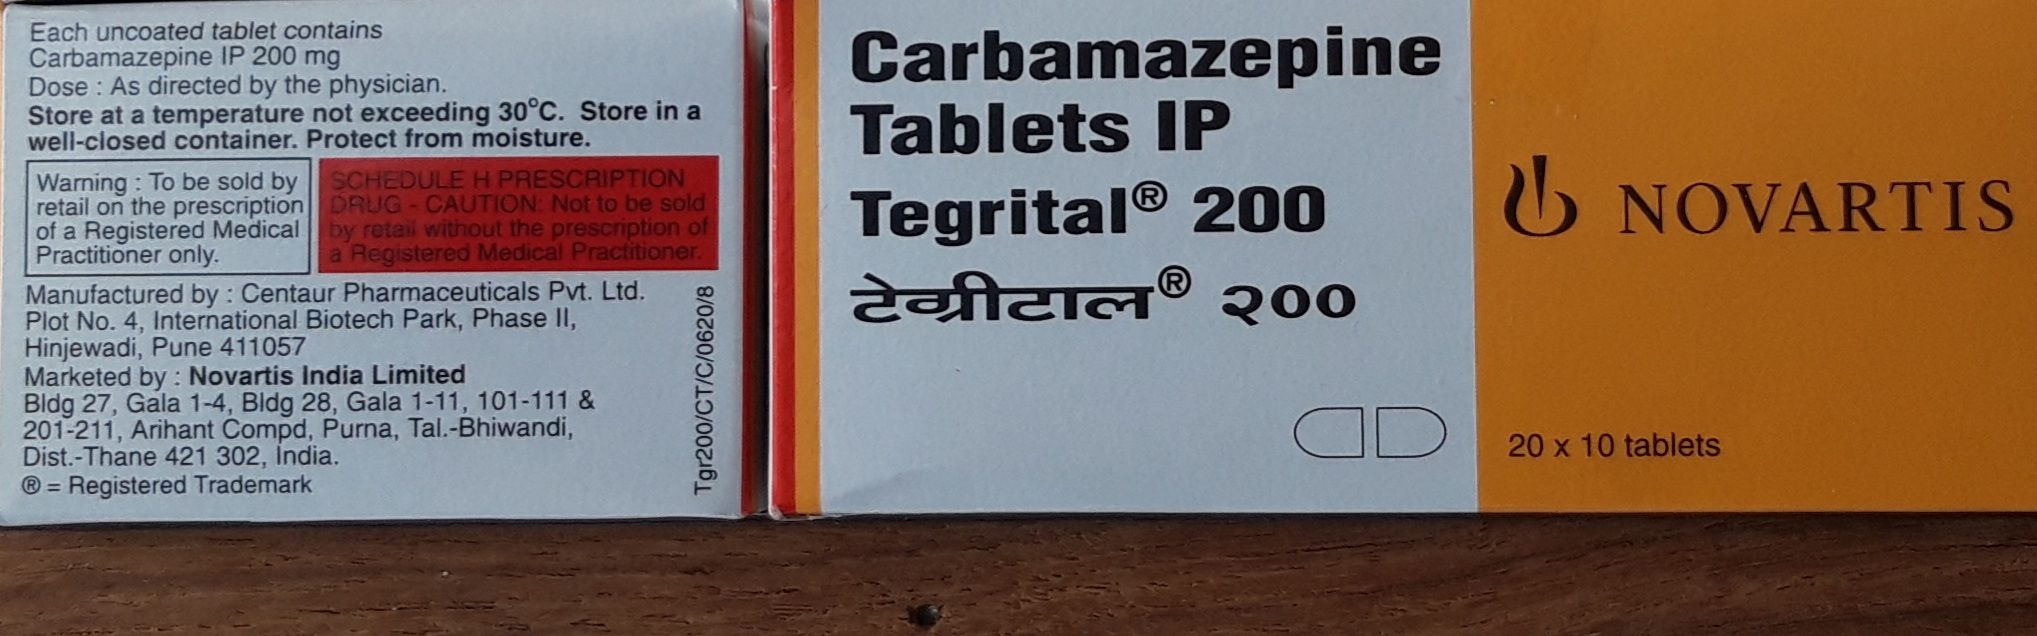 Each uncoated tablet contains
Carbamazepine IP 200 mg
Dose : As directed by the physician.
Store at a temperature not exceeding 30°C. Store in a
well-closed container. Protect from moisture.
Warning : To be sold by
retail on the prescription
of a Registered Medical
Practitioner only.
SCHEDULE H PRESCRIPTION
DRUG - CAUTION: Not to be sold
by retail without the prescription of
a Registered Medical Practitioner.
Manufactured by : Centaur Pharmaceuticals Pvt. Ltd.
Plot No. 4, International Biotech Park, Phase II,
Hinjewadi, Pune 411057
Marketed by : Novartis India Limited
Bldg 27, Gala 1-4, Bldg 28, Gala 1-11, 101-111 &
201-211, Arihant Compd, Purna, Tal.-Bhiwandi,
Dist.-Thane 421 302, India.
® = Registered Trademark
Tgr200/CT/C/0620/8
Carbamazepine
Tablets IP
Tegrital® 200
टेग्रीटाल® २००
NOVARTIS
20 x 10 tablets